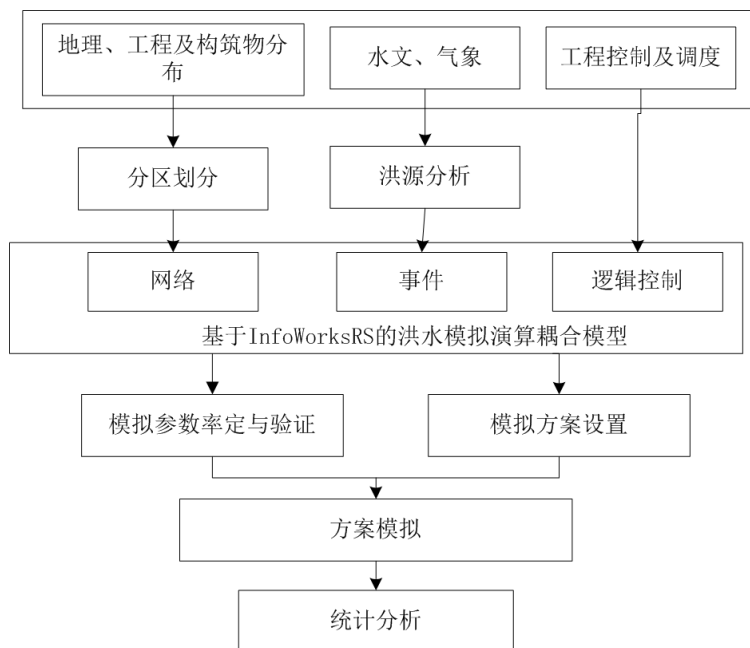 地理、工程及构筑物分
布
水文、气象
工程控制及调度
分区划分
洪源分析
网络
事件
逻辑控制
基于InfoWorksRS的洪水模拟演算耦合模型
模拟参数率定与验证
模拟方案设置
方案模拟
统计分析